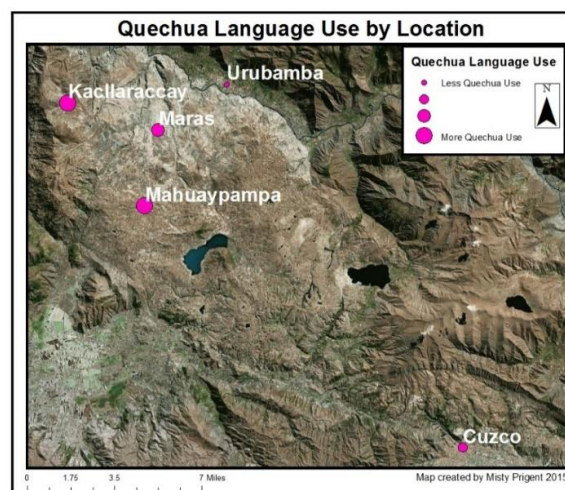 Quechua Language Use by Location
Quechua Language Use
Less Quechua Use
More Quechua Use
N
Urubamba
Kacllaraccay
Maras
Mahuaypampa
Cuzco
0 1.75 3.5 7 Miles
Map created by Misty Prigent 2015